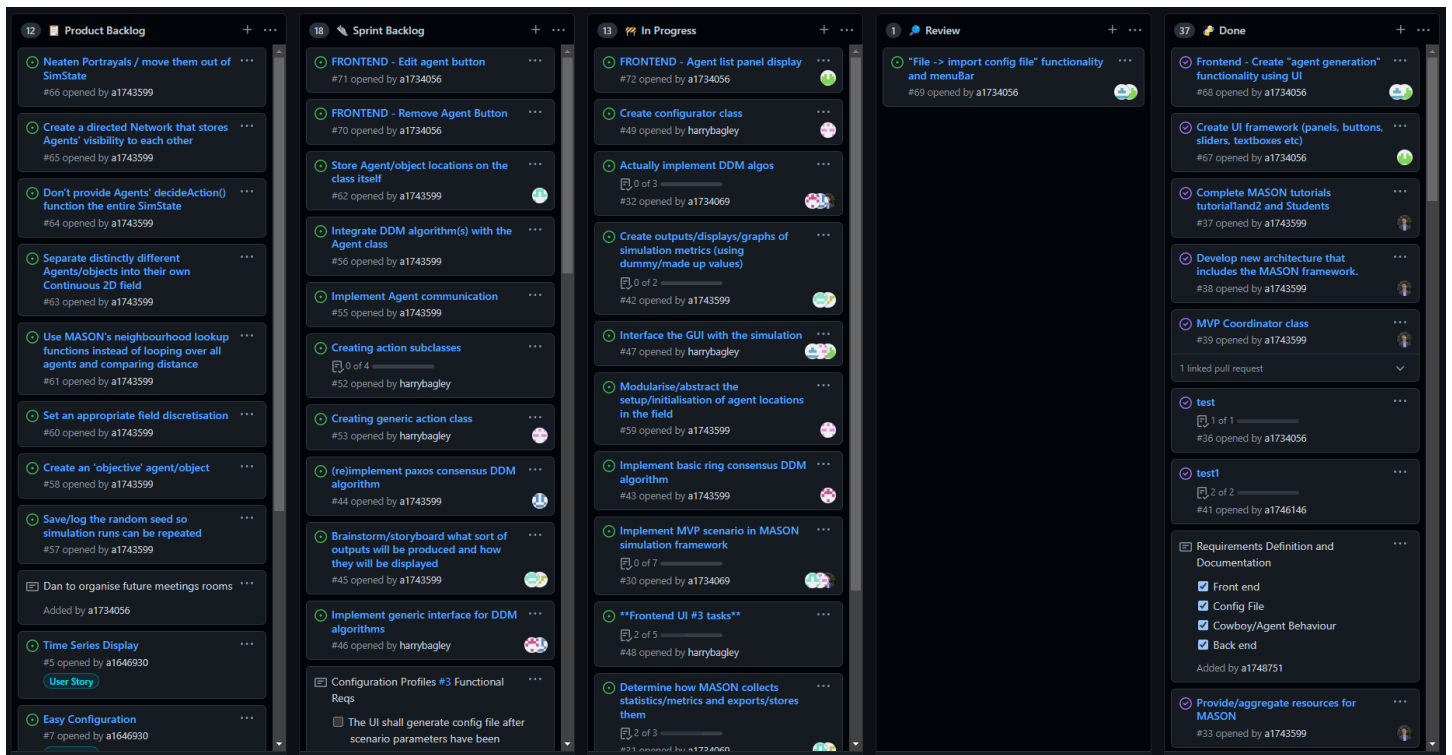 12 Product Backlog
Neaten Portrayals / move them out of
SimState
#66 opened by a1743599
Create a directed Network that stores
Agents' visibility to each other
#65 opened by a1743599
Don't provide Agents' decideAction()
function the entire SimState
#64 opened by a1743599
Separate distinctly different
Agents/objects into their own
Continuous 2D field
#63 opened by a1743599
Use MASON's neighbourhood lookup
functions instead of looping over all
agents and comparing distance
#61 opened by a1743599
Set an appropriate field discretisation
#60 opened by a1743599
Create an 'objective' agent/object
#58 opened by a1743599
Save/log the random seed so
simulation runs can be repeated
#57 opened by a1743599
Dan to organise future meetings rooms
Added by a1734056
Time Series Display
#5 opened by a1646930
User Story
Easy Configuration
#7 opened by a1646930
18 Sprint Backlog
FRONTEND - Edit agent button
#71 opened by a1734056
FRONTEND - Remove Agent Button
#70 opened by a1734056
Store Agent/object locations on the
class itself
#62 opened by a1743599
Integrate DDM algorithm(s) with the
Agent class
#56 opened by a1743599
Implement Agent communication
#55 opened by a1743599
Creating action subclasses
0 of 4
#52 opened by harrybagley
Creating generic action class
#53 opened by harrybagley
(re)implement paxos consensus DDM
algorithm
#44 opened by a1743599
Brainstorm/storyboard what sort of
outputs will be produced and how
they will be displayed
#45 opened by a1743599
Implement generic interface for DDM
algorithms
#46 opened by harrybagley
Configuration Profiles #3 Functional
Reqs
The UI shall generate config file after
scenario parameters have been
13 In Progress
FRONTEND - Agent list panel display
#72 opened by a1734056
Create configurator class
#49 opened by harrybagley
Actually implement DDM algos
0 of 3
#32 opened by a1734069
Create outputs/displays/graphs of
simulation metrics (using
dummy/made up values)
0 of 2
#42 opened by a1743599
Interface the GUI with the simulation
#47 opened by harrybagley
Modularise/abstract the
setup/initialisation of agent locations
in the field
#59 opened by a1743599
Implement basic ring consensus DDM
algorithm
#43 opened by a1743599
Implement MVP scenario in MASON
simulation framework
0 of 7
#30 opened by a1734069
**Frontend UI #3 tasks**
2 of 5
#48 opened by harrybagley
Determine how MASON collects
statistics/metrics and exports/stores
them
2 of 3
#31 opened by a1734069
1 Review
"File -> import config file" functionality
and menuBar
#69 opened by a1734056
37 Done
Frontend - Create "agent generation"
functionality using UI
#68 opened by a1734056
Create UI framework (panels, buttons,
sliders, textboxes etc)
#67 opened by a1734056
Complete MASON tutorials
tutorial1and2 and Students
#37 opened by a1743599
Develop new architecture that
includes the MASON framework.
#38 opened by a1743599
MVP Coordinator class
#39 opened by a1743599
1 linked pull request
test
1 of 1
#36 opened by a1734056
test1
2 of 2
#41 opened by a1746146
Requirements Definition and
Documentation
Front end
Config File
Cowboy/Agent Behaviour
Back end
Added by a1748751
Provide/aggregate resources for
MASON
#33 opened by a1743599